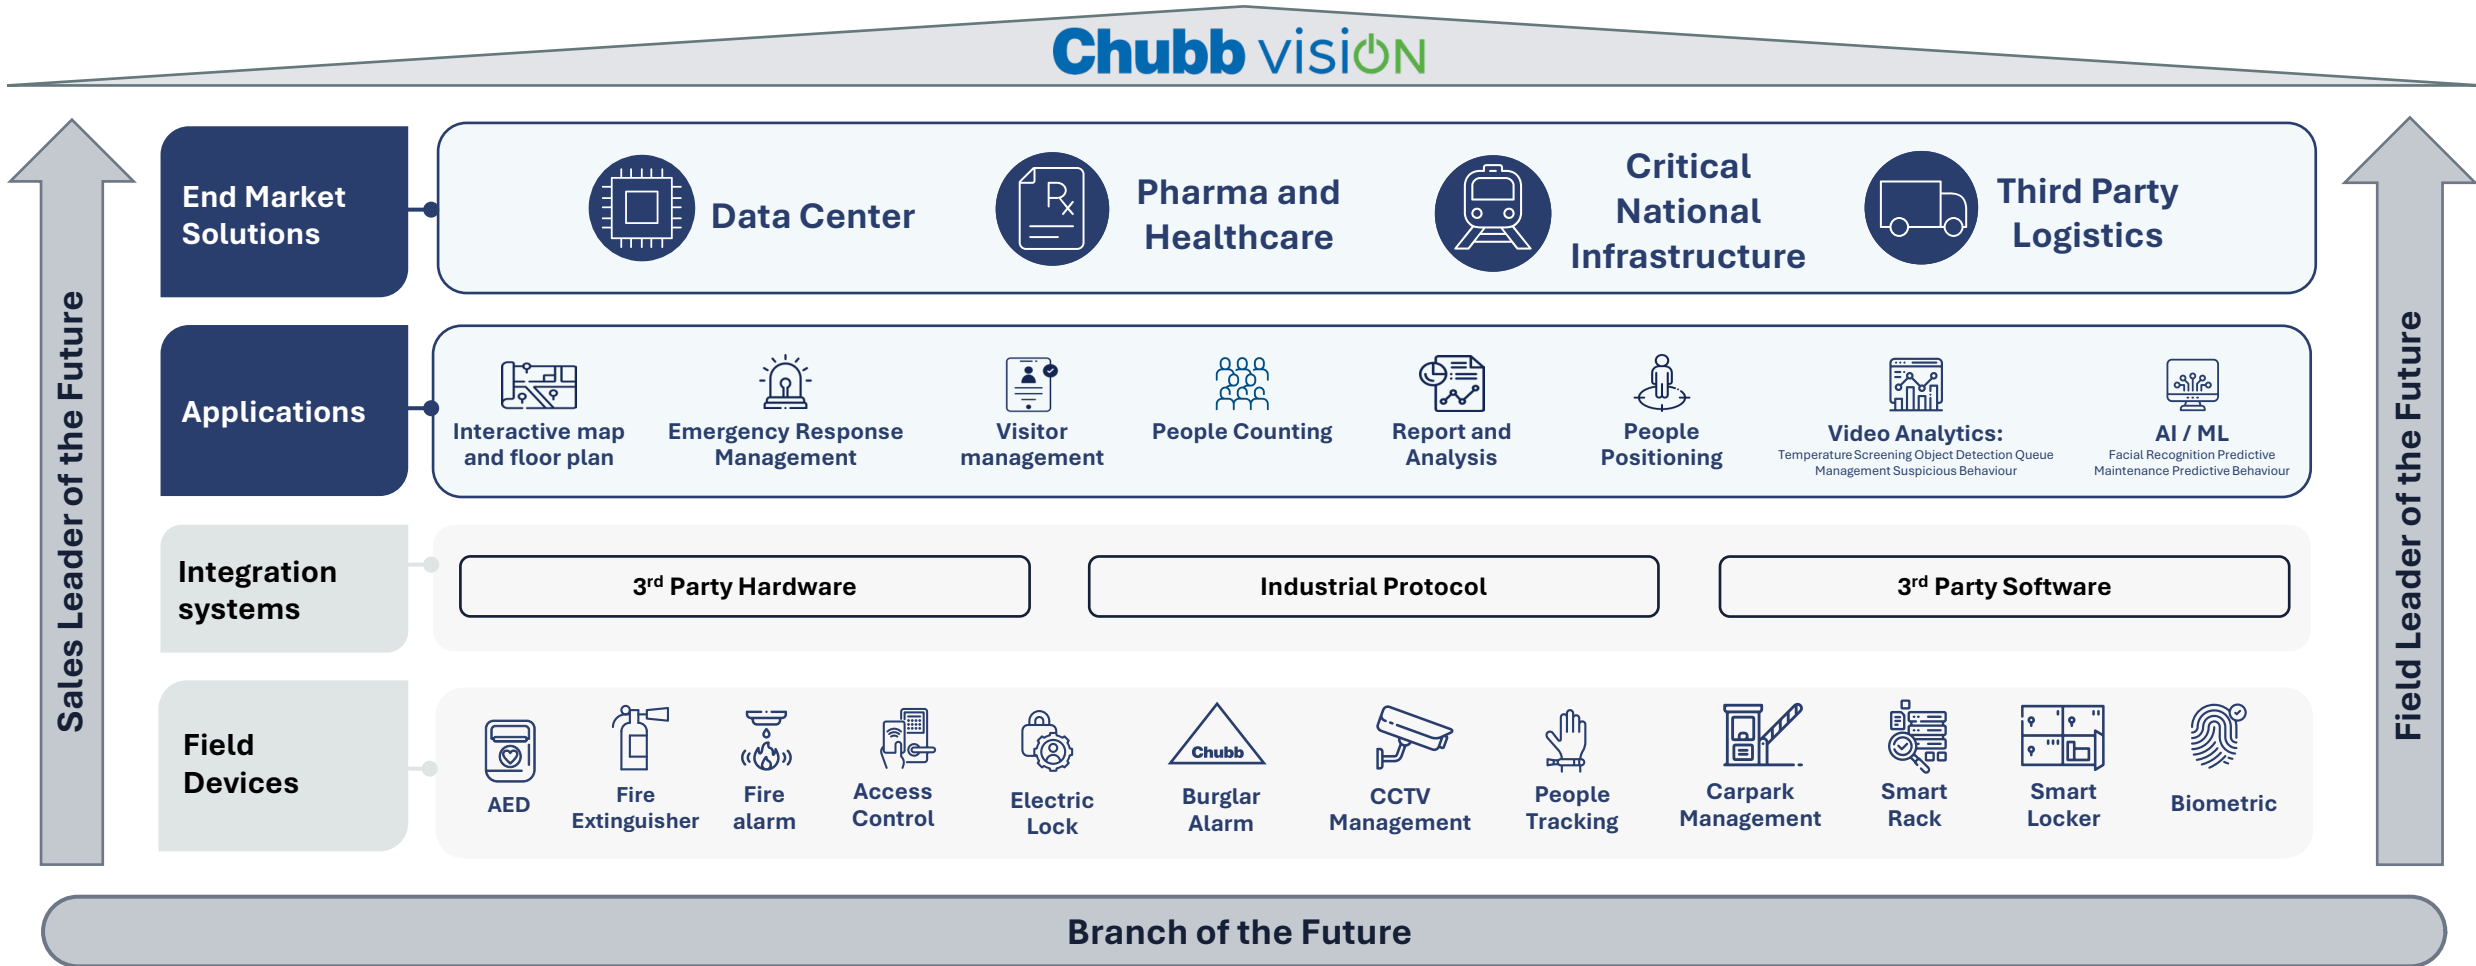 Chubb visiON
Sales Leader of the Future
End Market
Solutions
Data Center
Rx
Pharma and
Healthcare
Critical
National
Infrastructure
Third Party
Logistics
Applications
Interactive map
and floor plan
Emergency Response
Management
Visitor
management
People Counting
Report and
Analysis
People
Positioning
Video Analytics:
Temperature Screening Object Detection Queue
Management Suspicious Behaviour
AI / ML
Facial Recognition Predictive
Maintenance Predictive Behaviour
Integration
systems
3rd Party Hardware
Industrial Protocol
3rd Party Software
Field
Devices
AED
Fire
Extinguisher
Fire
alarm
Access
Control
Electric
Lock
Chubb
Burglar
Alarm
CCTV
Management
People
Tracking
Carpark
Management
Smart
Rack
Smart
Locker
Biometric
Field Leader of the Future
Branch of the Future